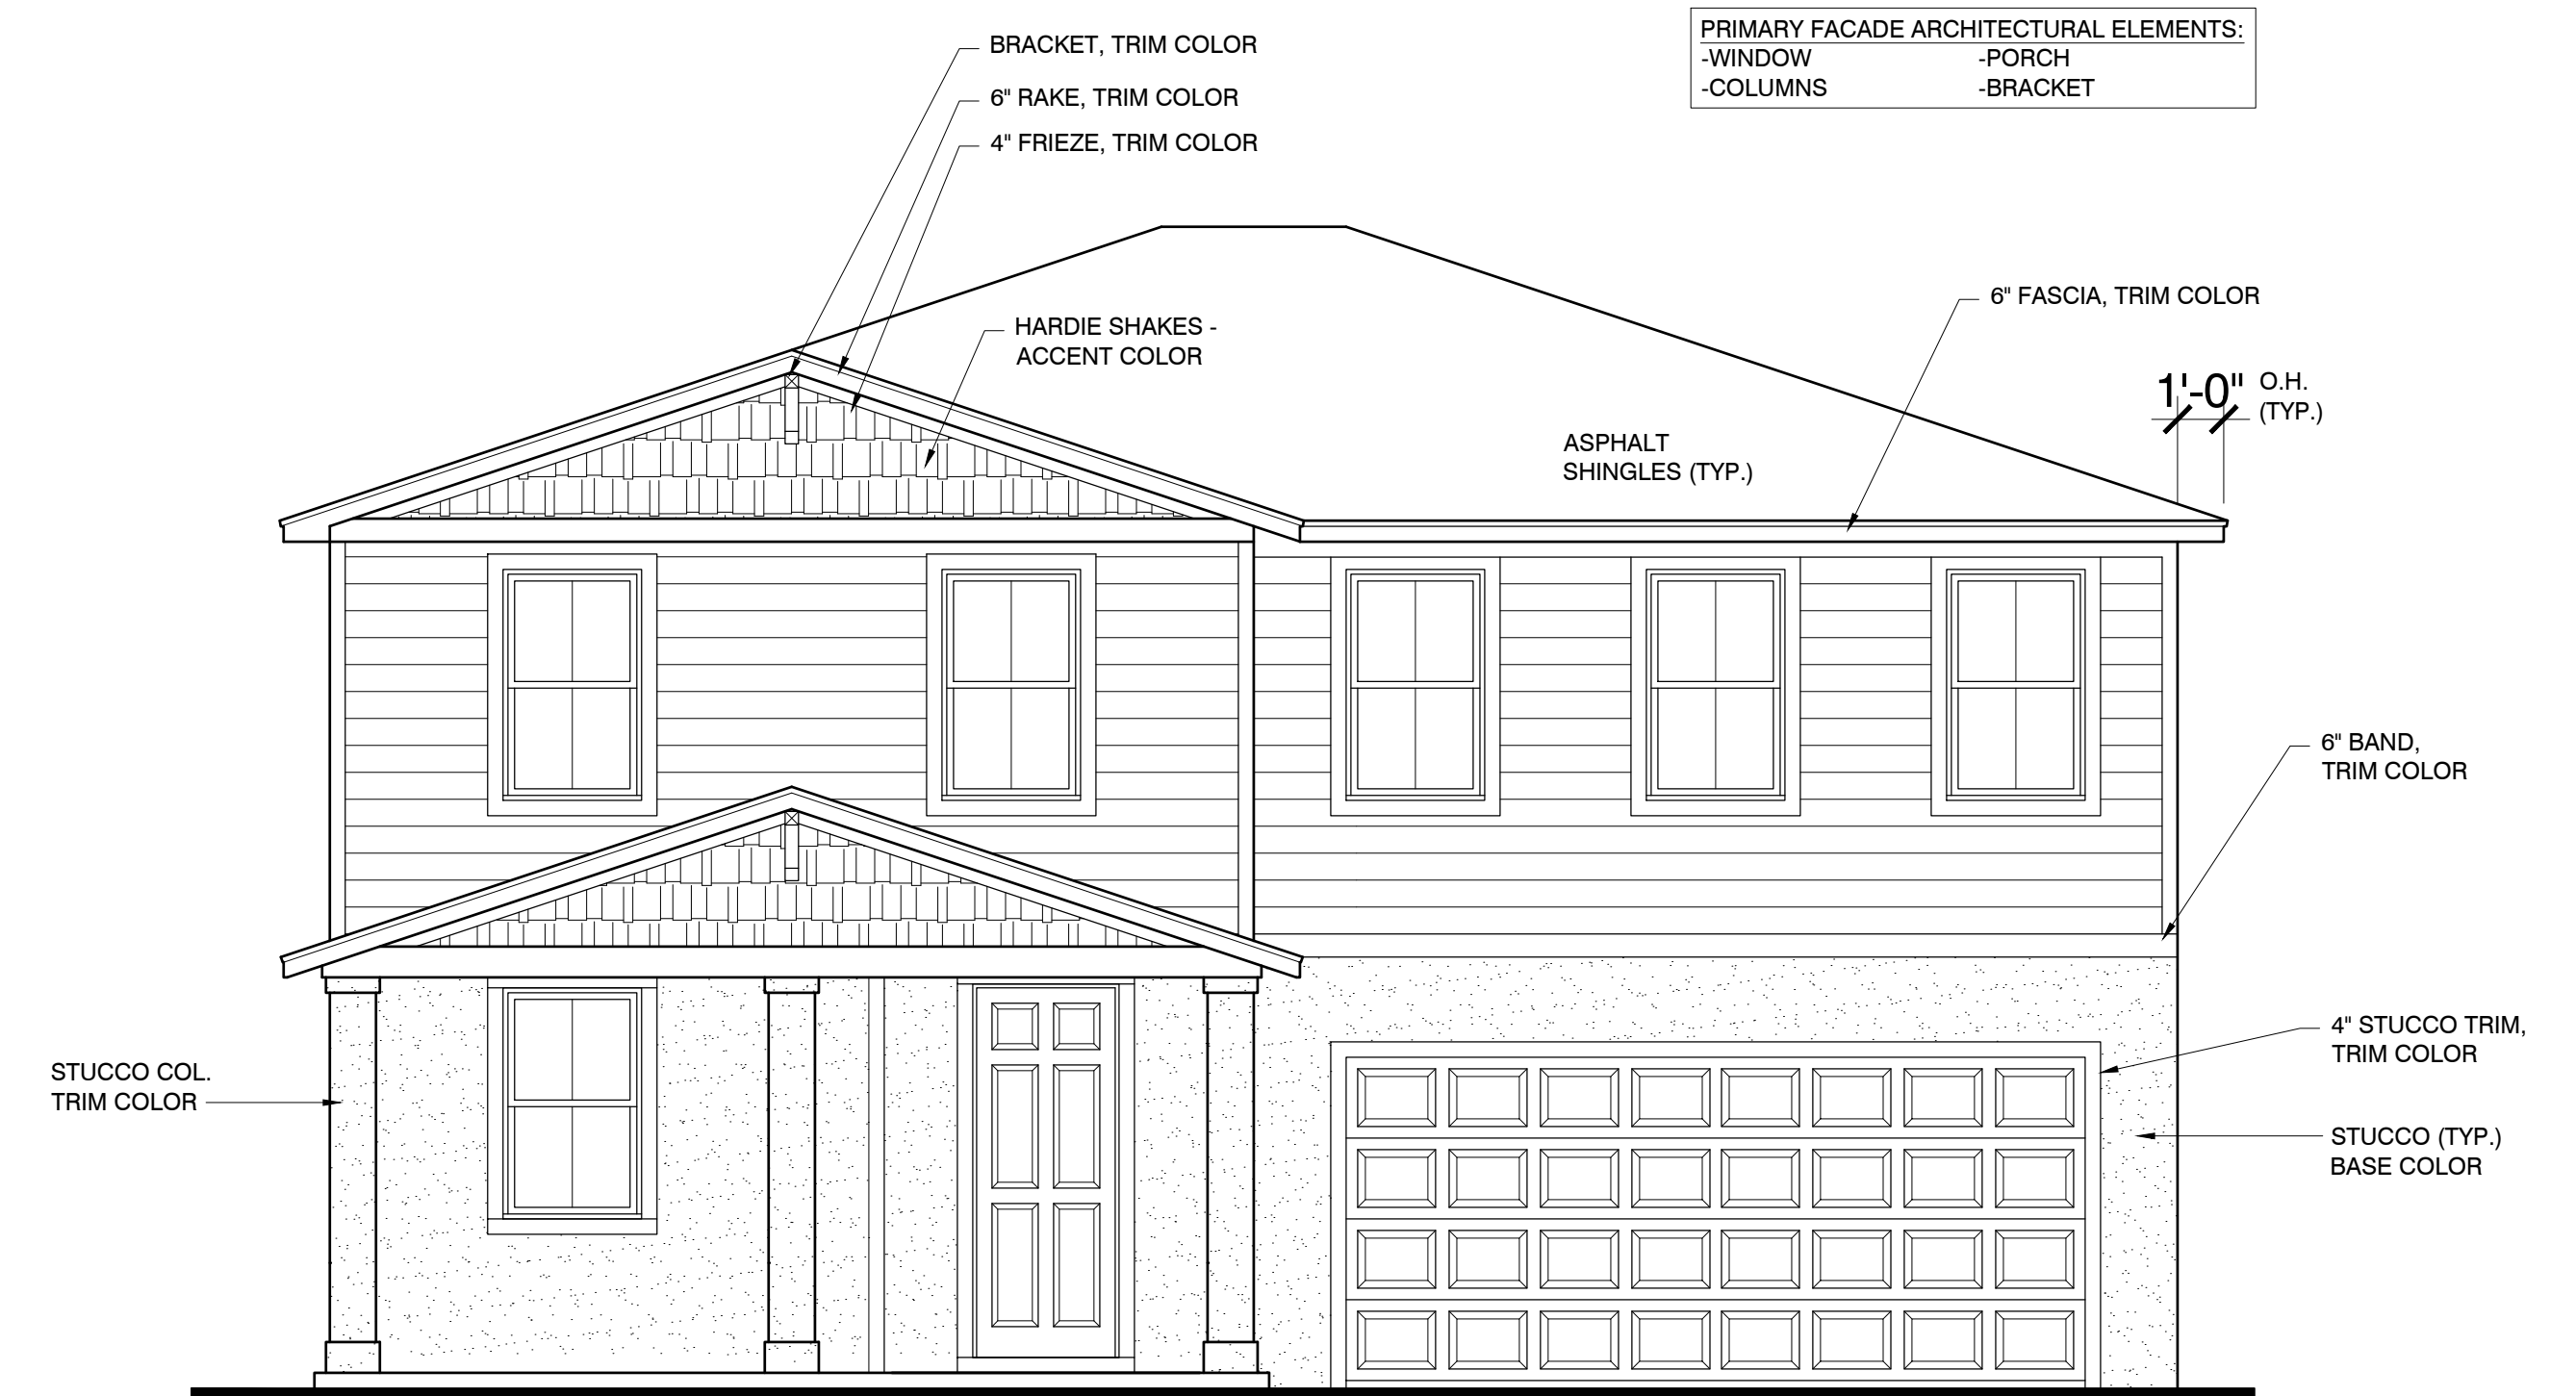 PRIMARY FACADE ARCHITECTURAL ELEMENTS:
-WINDOW -PORCH
-COLUMNS -BRACKET
BRACKET, TRIM COLOR
6" RAKE, TRIM COLOR
4" FRIEZE, TRIM COLOR
6" FASCIA, TRIM COLOR
HARDIE SHAKES -
ACCENT COLOR
1'-0" O.H.
(TYP.)
ASPHALT
SHINGLES (TYP.)
6" BAND,
TRIM COLOR
4" STUCCO TRIM,
TRIM COLOR
STUCCO COL.
TRIM COLOR
STUCCO (TYP.)
BASE COLOR